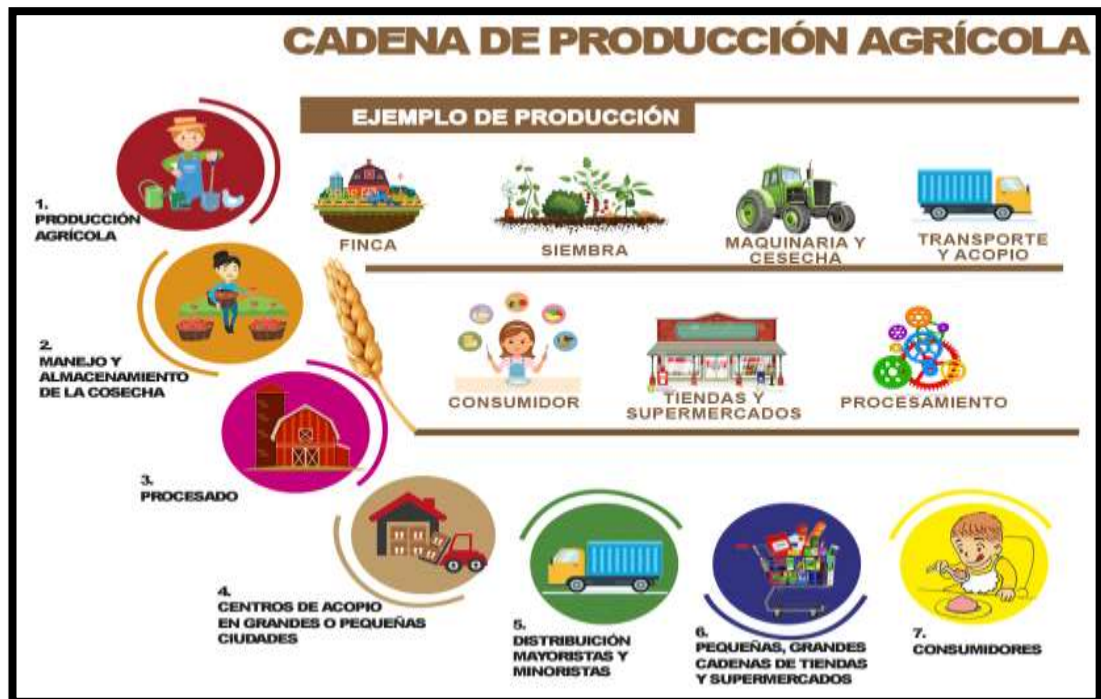 CADENA DE PRODUCCIÓN AGRÍCOLA
EJEMPLO DE PRODUCCIÓN
FINCA
SIEMBRA
MAQUINARIA Y
CESECHA
TRANSPORTE
Y ACOPIO
CONSUMIDOR
TIENDAS Y
SUPERMERCADOS
PROCESAMIENTO
1.
PRODUCCIÓN
AGRÍCOLA
2.
MANEJO Y
ALMACENAMIENTO
DE LA COSECHA
3.
PROCESADO
4.
CENTROS DE ACOPIO
EN GRANDES O PEQUEÑAS
CIUDADES
5.
DISTRIBUICIÓN
MAYORISTAS Y
MINORISTAS
6.
PEQUEÑAS, GRANDES
CADENAS DE TIENDAS
Y SUPERMERCADOS
7.
CONSUMIDORES